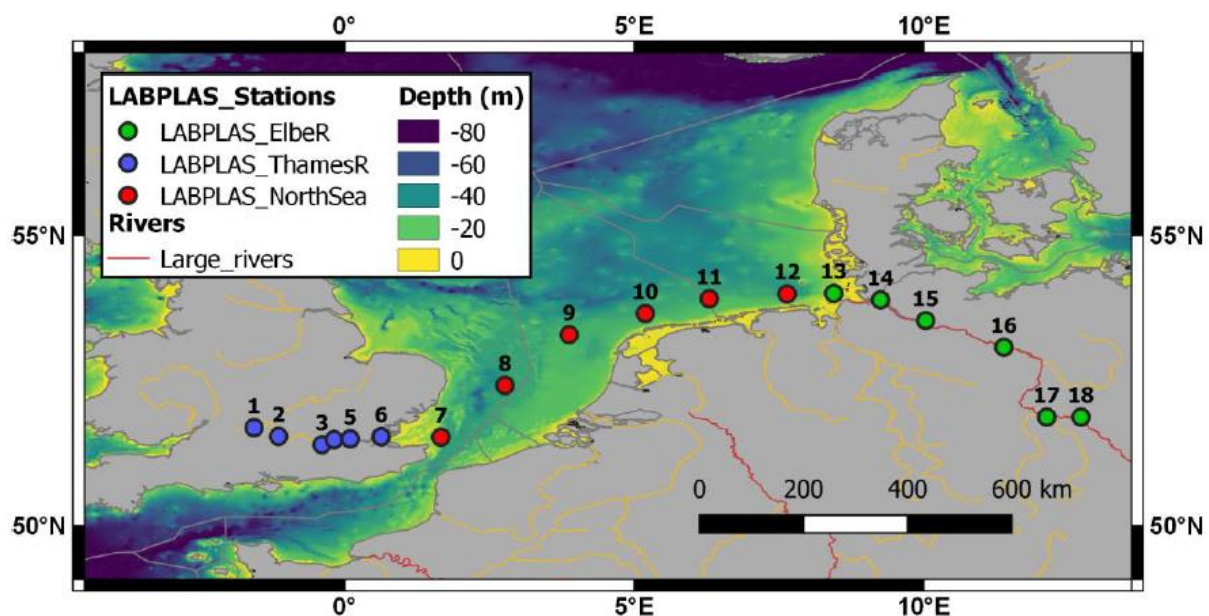 0° 5°E 10°E
LABPLAS_Stations Depth (m)
LABPLAS_ElbeR -80
LABPLAS_ThamesR -60
LABPLAS_NorthSea -40
Rivers -20
Large_rivers 0
55°N 55°N
13
12 14
11
10 15
9 16
8
17 18
1 2 3 5 6 7
0 200 400 600 km
50°N 50°N
0° 5°E 10°E